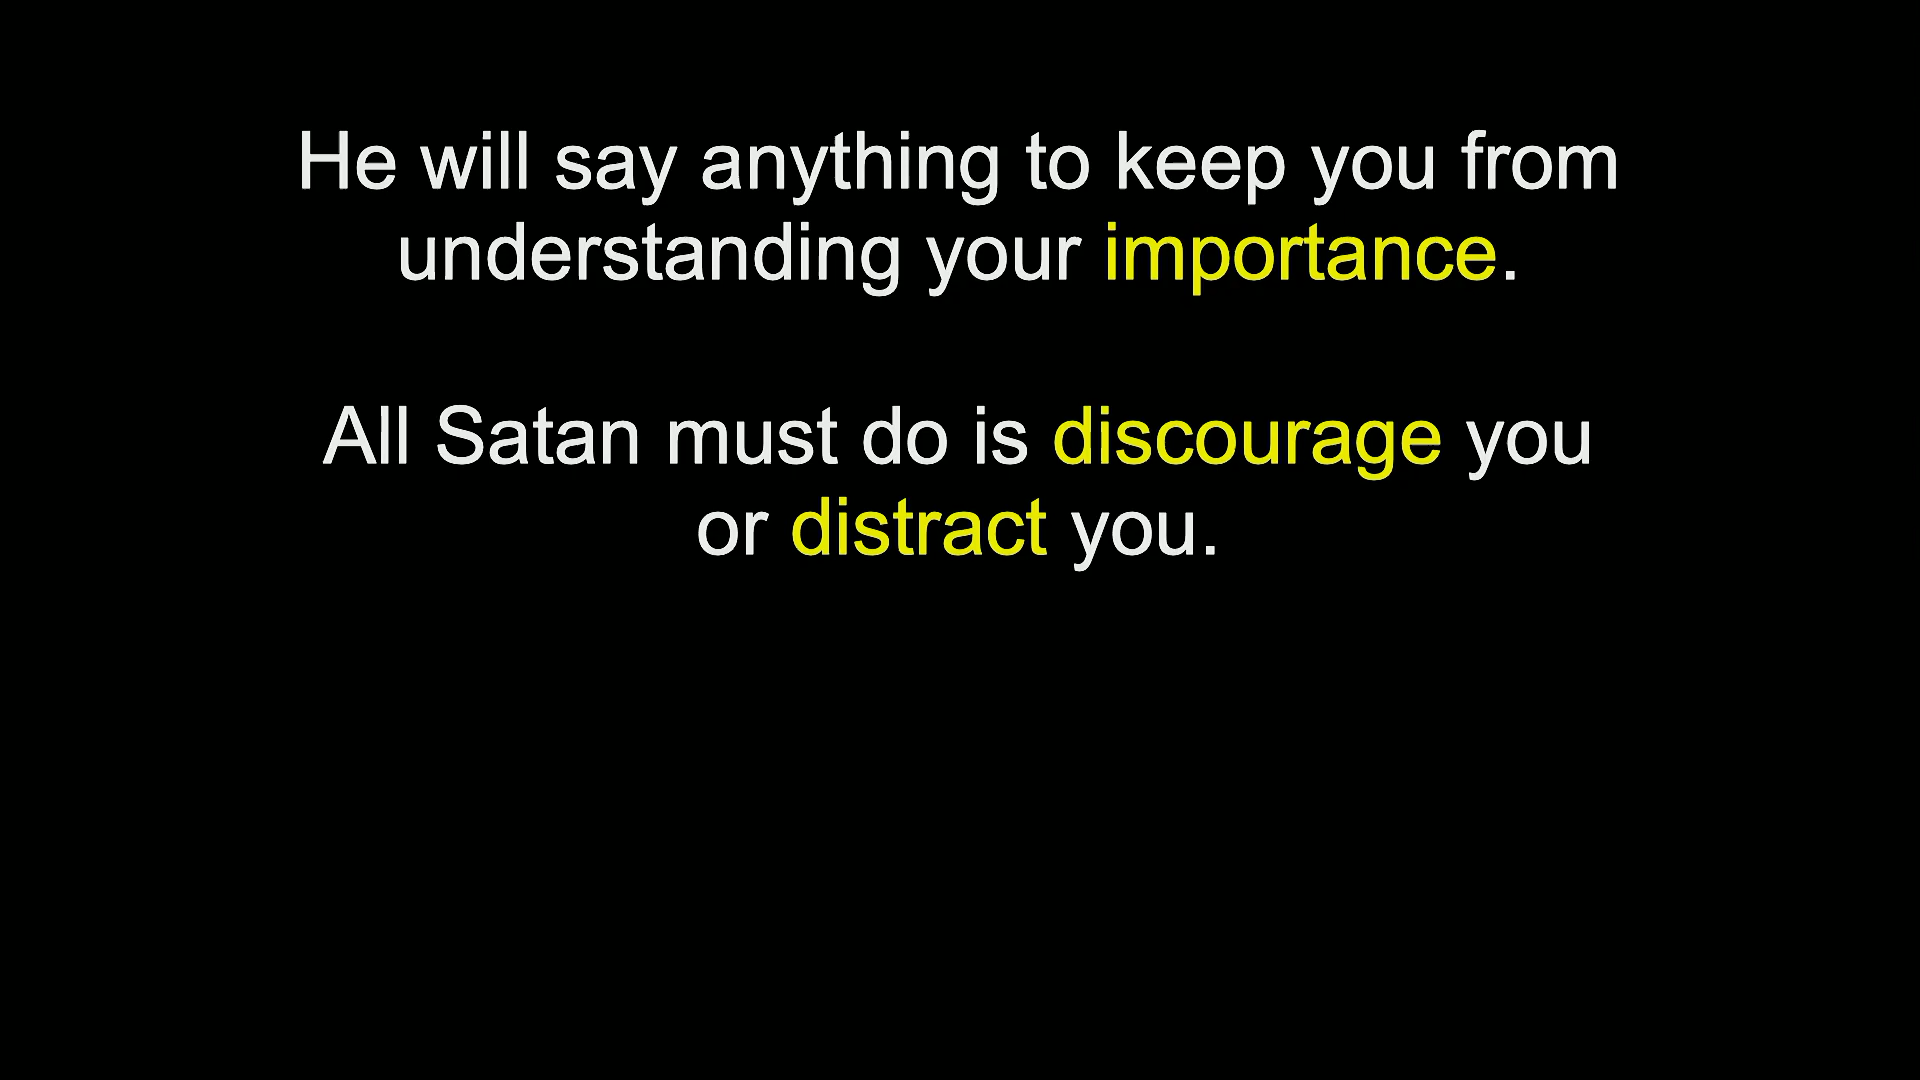 He will say anything to keep you from
understanding your importance.
All Satan must do is discourage you
or distract you.